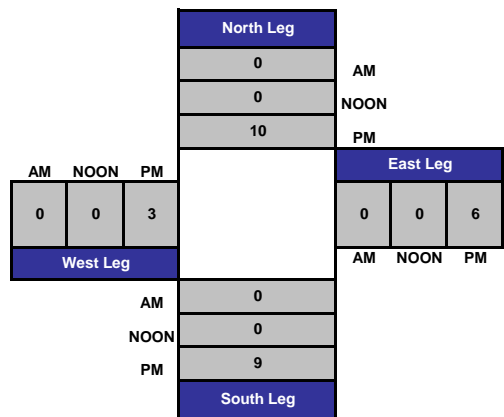 North Leg
0 AM
0 NOON
10 PM
AM NOON PM East Leg
0 0 3 0 0 6
West Leg AM NOON PM
AM 0
NOON 0
PM 9
South Leg